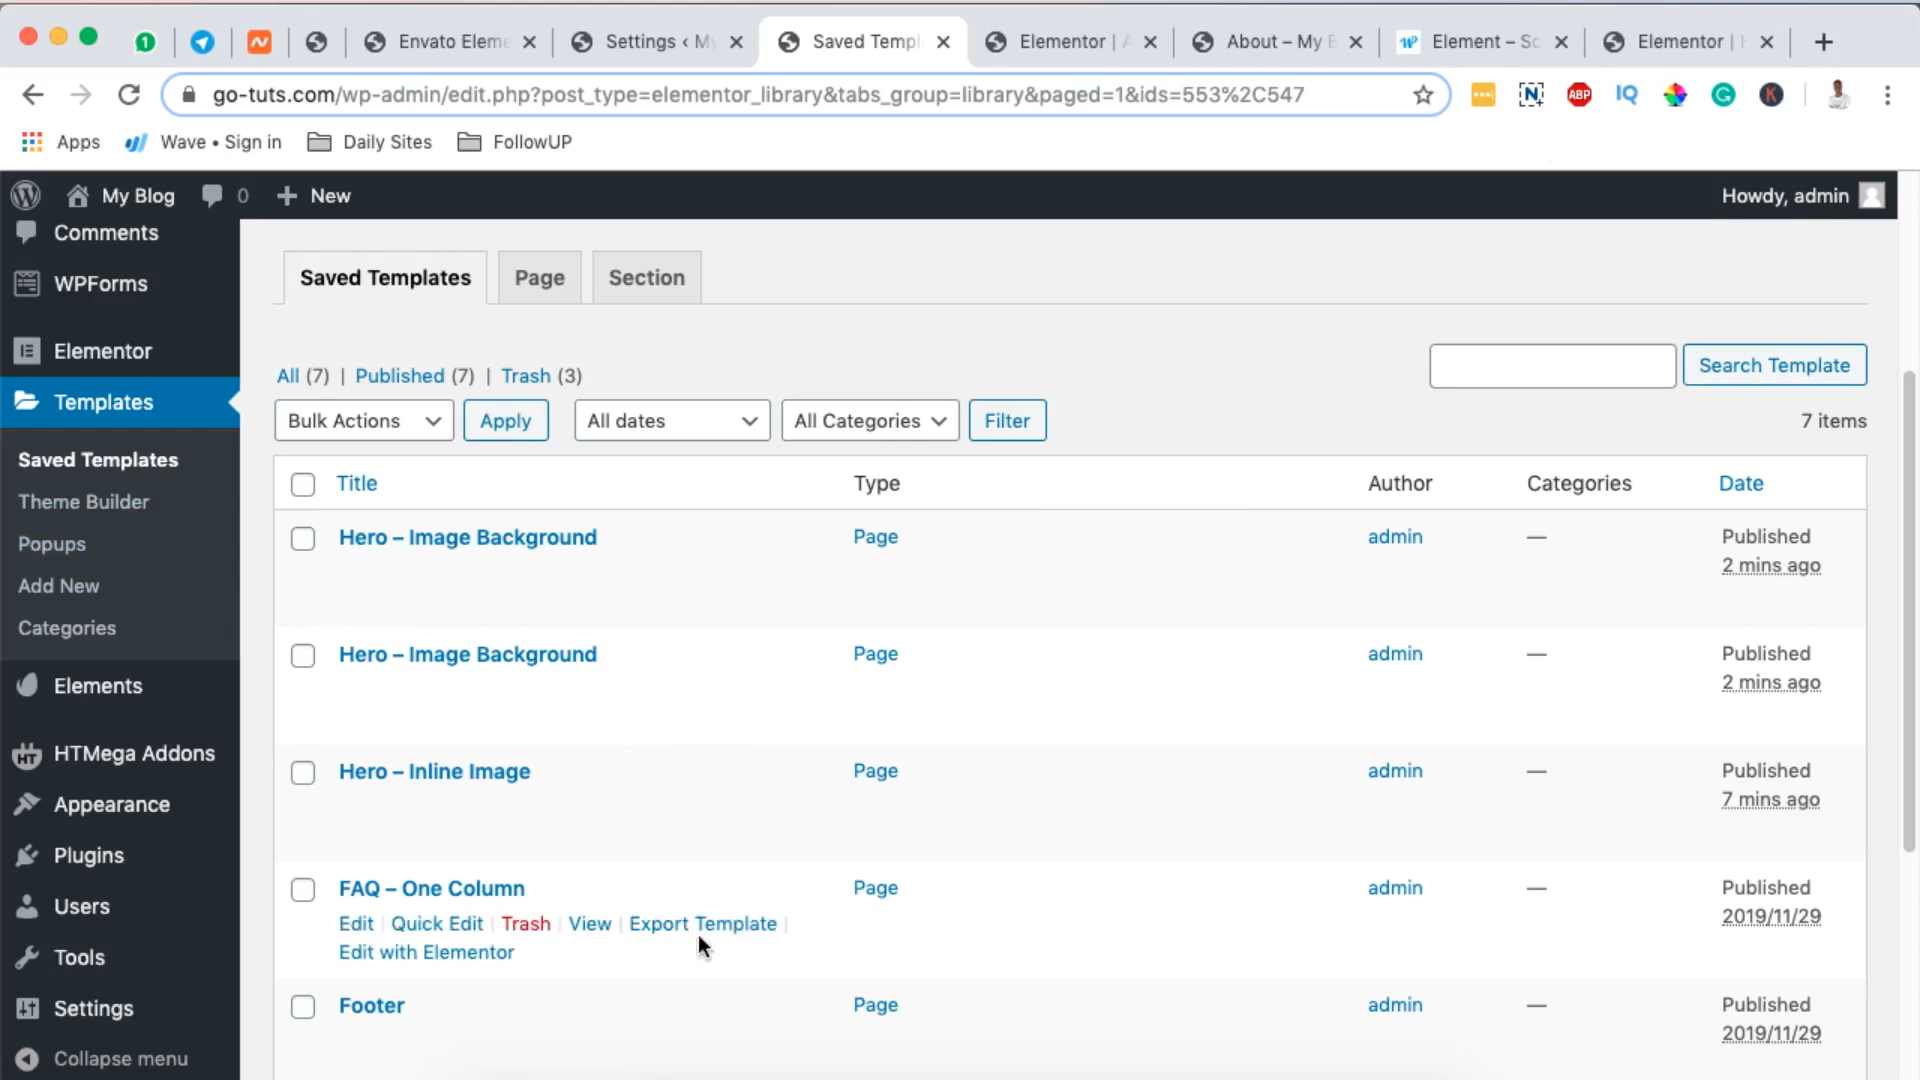 1
Envato Eleme
Settings ‹ My
Saved Templ
Elementor | A
About – My B
Element – Sc
Elementor | H
go-tuts.com/wp-admin/edit.php?post_type=elementor_library&tabs_group=library&paged=1&ids=553%2C547
N
ABP
IQ
G
K
Apps
Wave • Sign in
Daily Sites
FollowUP
My Blog
0
New
Howdy, admin
Comments
WPForms
Elementor
Templates
Saved Templates
Theme Builder
Popups
Add New
Categories
Elements
HT
HTMega Addons
Appearance
Plugins
Users
Tools
Settings
Collapse menu
Saved Templates
Page
Section
All (7) | Published (7) | Trash (3)
Search Template
Bulk Actions
Apply
All dates
All Categories
Filter
7 items
Title
Type
Author
Categories
Date
Hero – Image Background
Page
admin
—
Published
2 mins ago
Hero – Image Background
Page
admin
—
Published
2 mins ago
Hero – Inline Image
Page
admin
—
Published
7 mins ago
FAQ – One Column
Page
admin
—
Published
2019/11/29
Edit | Quick Edit | Trash | View | Export Template |
Edit with Elementor
Footer
Page
admin
—
Published
2019/11/29